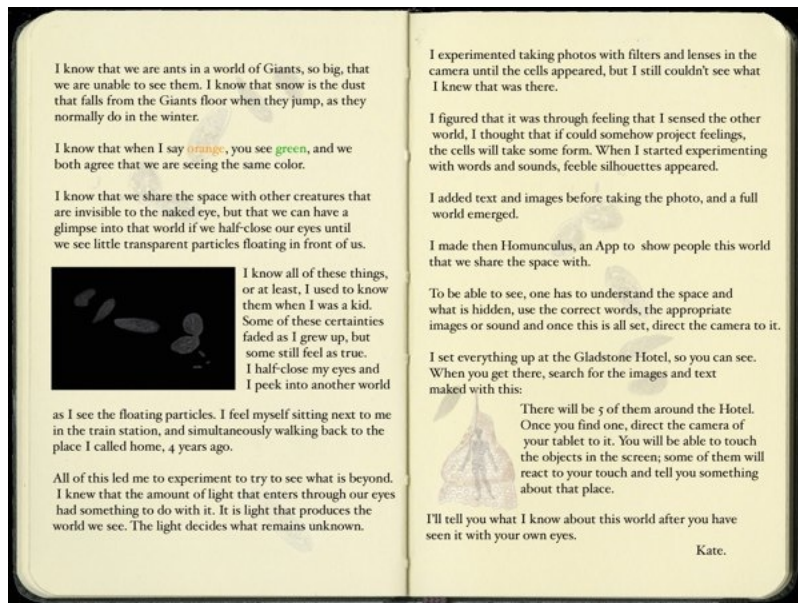 I know that we are ants in a world of Giants, so big, that
we are unable to see them. I know that snow is the dust
that falls from the Giants floor when they jump, as they
normally do in the winter.
I know that when I say orange, you see green, and we
both agree that we are seeing the same color.
I know that we share the space with other creatures that
are invisible to the naked eye, but that we can have a
glimpse into that world if we half-close our eyes until
we see little transparent particles floating in front of us.
I know all of these things,
or at least, I used to know
them when I was a kid.
Some of these certainties
faded as I grew up, but
some still feel as true.
I half-close my eyes and
I peek into another world
as I see the floating particles. I feel myself sitting next to me
in the train station, and simultaneously walking back to the
place I called home, 4 years ago.
All of this led me to experiment to try to see what is beyond.
I knew that the amount of light that enters through our eyes
had something to do with it. It is light that produces the
world we see. The light decides what remains unknown.
I experimented taking photos with filters and lenses in the
camera until the cells appeared, but I still couldn't see what
I knew that was there.
I figured that it was through feeling that I sensed the other
world, I thought that if could somehow project feelings,
the cells will take some form. When I started experimenting
with words and sounds, feeble silhouettes appeared.
I added text and images before taking the photo, and a full
world emerged.
I made then Homunculus, an App to show people this world
that we share the space with.
To be able to see, one has to understand the space and
what is hidden, use the correct words, the appropriate
images or sound and once this is all set, direct the camera to it.
I set everything up at the Gladstone Hotel, so you can see.
When you get there, search for the images and text
maked with this:
There will be 5 of them around the Hotel.
Once you find one, direct the camera of
your tablet to it. You will be able to touch
the objects in the screen; some of them will
react to your touch and tell you something
about that place.
I'll tell you what I know about this world after you have
seen it with your own eyes.
Kate.